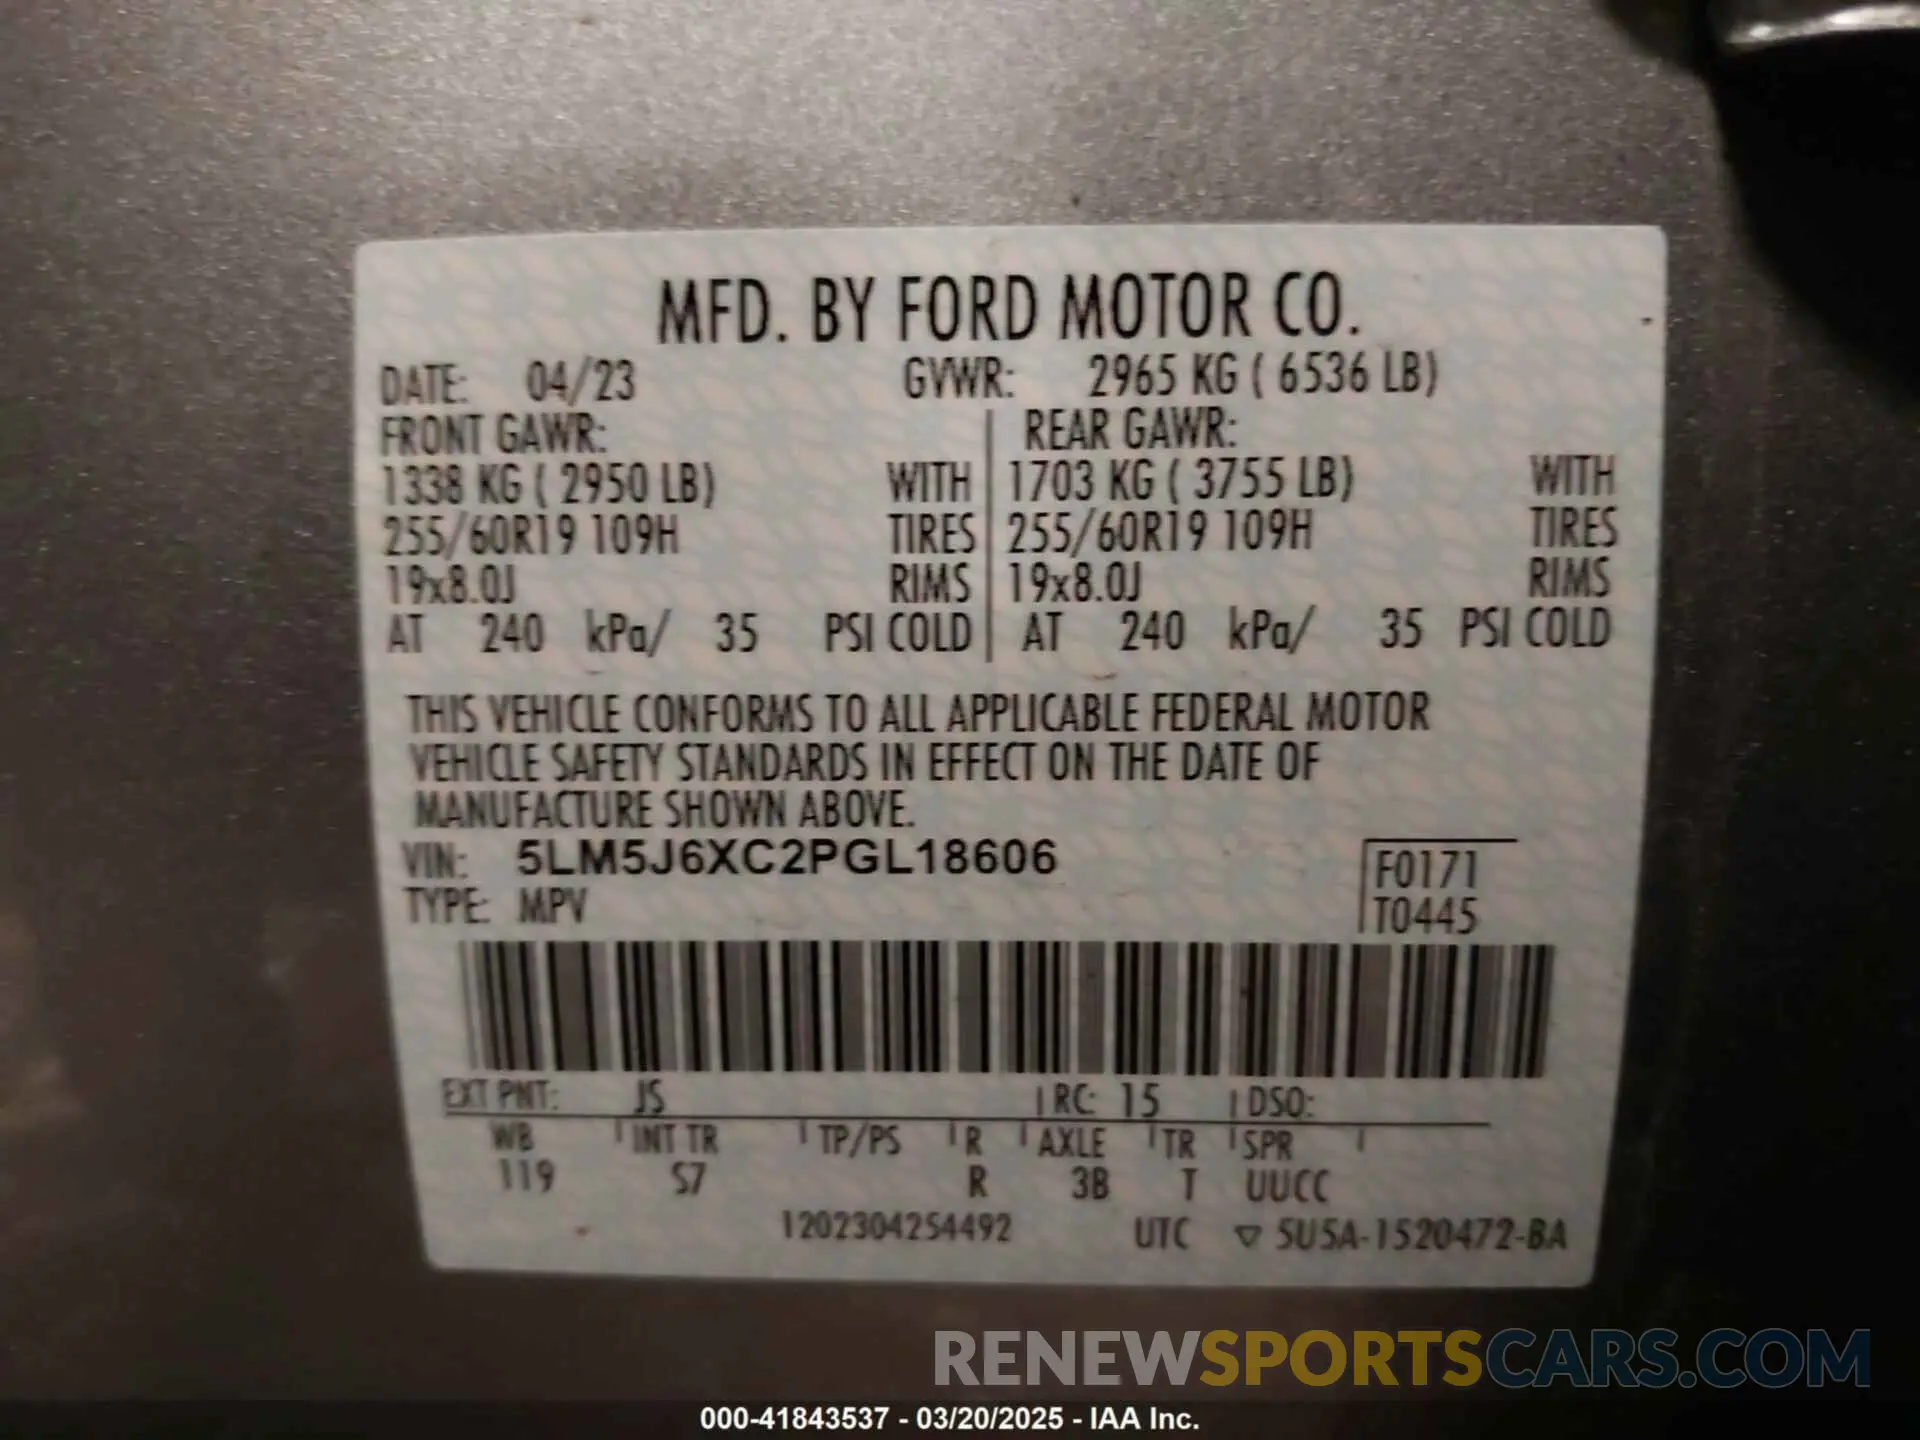 MFD. BY FORD MOTOR CO.
DATE: 04/23 GVWR: 2965 KG ( 6536 LB)
FRONT GAWR: REAR GAWR:
1338 KG ( 2950 LB) WITH 1703 KG ( 3755 LB) WITH
255/60R19 109H TIRES 255/60R19 109H TIRES
19x8.0J RIMS 19x8.0J RIMS
AT 240 kPa/ 35 PSI COLD AT 240 kPa/ 35 PSI COLD
THIS VEHICLE CONFORMS TO ALL APPLICABLE FEDERAL MOTOR
VEHICLE SAFETY STANDARDS IN EFFECT ON THE DATE OF
MANUFACTURE SHOWN ABOVE.
VIN: 5LM5J6XC2PGL18606 F0171
TYPE: MPV T0445
EXT PNT: JS RC: 15 DSO:
WB INT TR TP/PS R AXLE TR SPR
119 S7 R 3B T UUCC
1202304254492 UTC ▽ 5U5A-1520472-BA
RENEWSPORTSCARS.COM
000-41843537 - 03/20/2025 - IAA Inc.